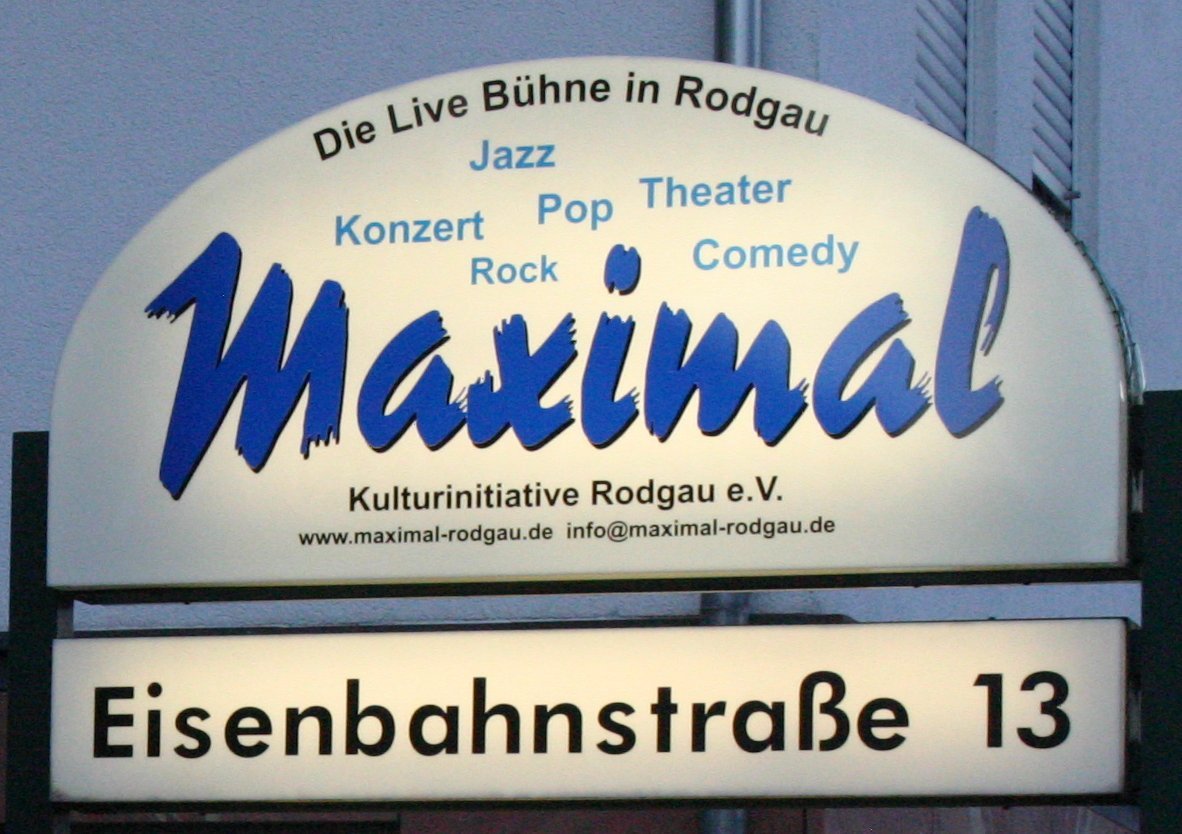 Die Live Bühne in Rodgau
Jazz
Konzert Pop Theater
Rock Comedy
Maximal
Kulturinitiative Rodgau e.V.
www.maximal-rodgau.de info@maximal-rodgau.de
Eisenbahnstraße 13